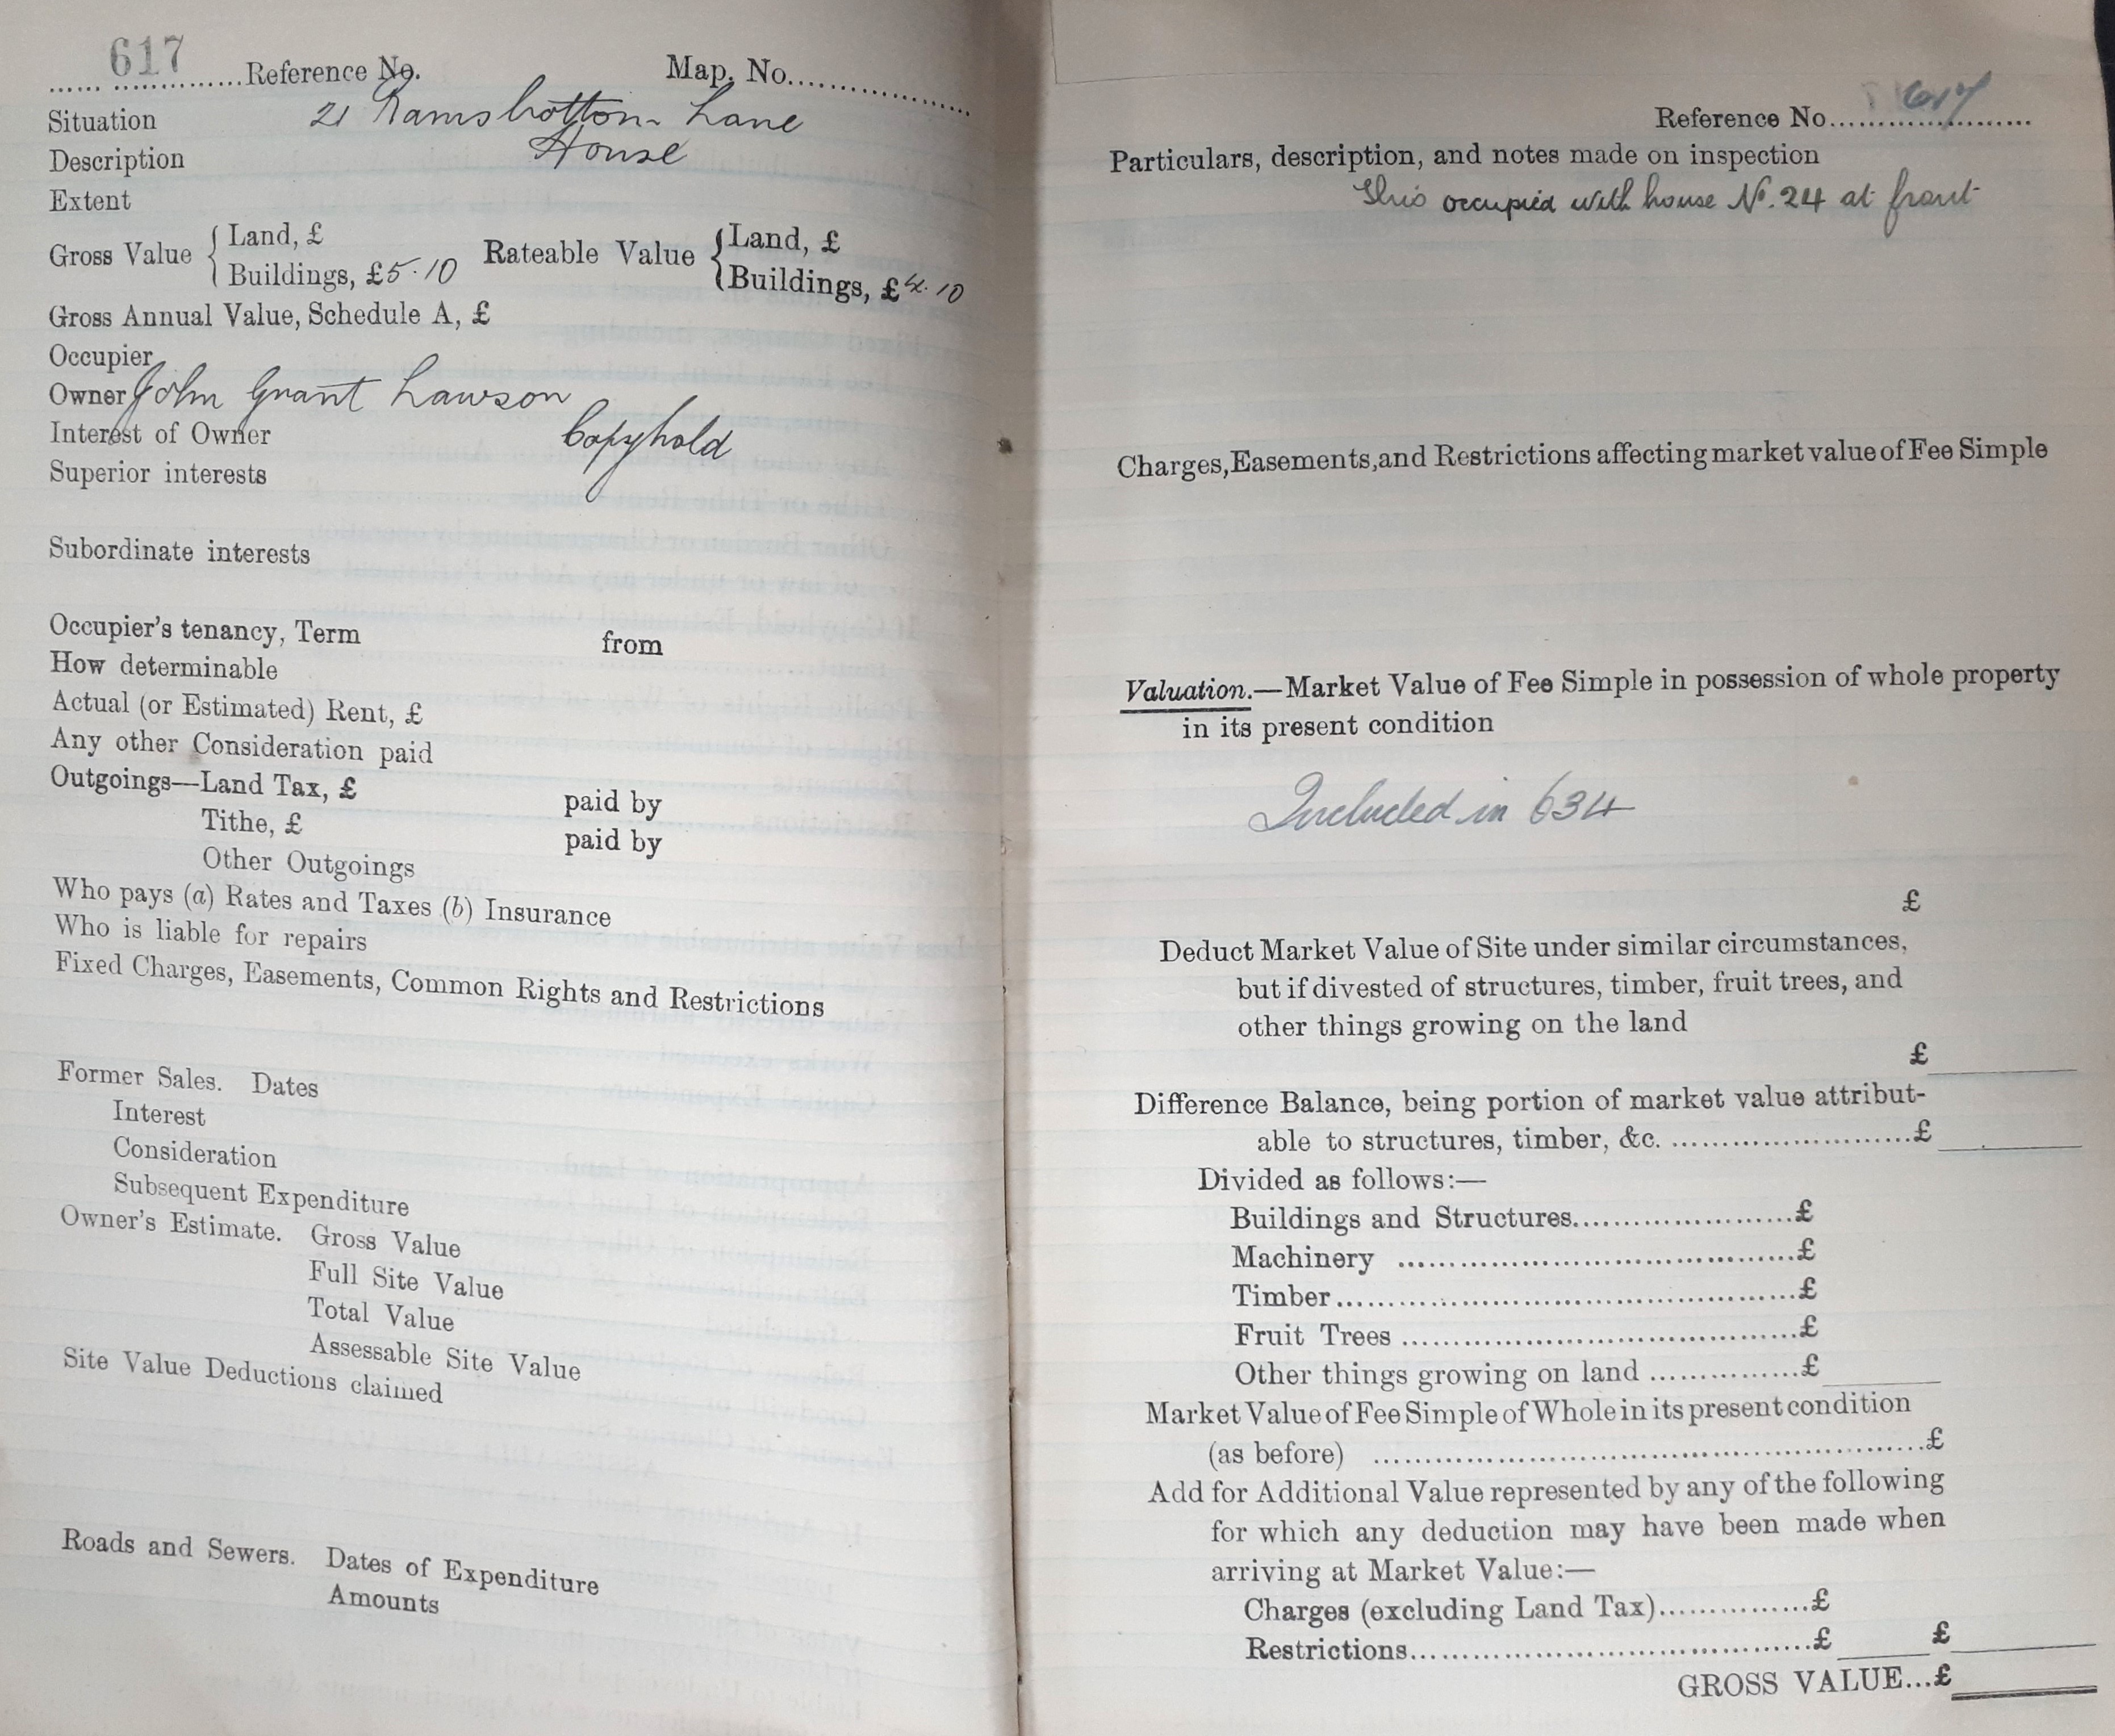 617 ...... Reference No. Map. No...............
Situation 21 Ramsbottom Lane
Description House
Extent
Gross Value { Land, £ Rateable Value { Land, £
Buildings, £5.10 Buildings, £4.10
Gross Annual Value, Schedule A, £
Occupier
Owner John Grant Lawson
Interest of Owner Copyhold
Superior interests
Subordinate interests
Occupier's tenancy, Term from
How determinable
Actual (or Estimated) Rent, £
Any other Consideration paid
Outgoings—Land Tax, £ paid by
Tithe, £ paid by
Other Outgoings
Who pays (a) Rates and Taxes (b) Insurance
Who is liable for repairs
Fixed Charges, Easements, Common Rights and Restrictions
Former Sales. Dates
Interest
Consideration
Subsequent Expenditure
Owner's Estimate. Gross Value
Full Site Value
Total Value
Assessable Site Value
Site Value Deductions claimed
Roads and Sewers. Dates of Expenditure
Amounts
Reference No...............
Particulars, description, and notes made on inspection
This occupied with house No. 24 at front
Charges, Easements, and Restrictions affecting market value of Fee Simple
Valuation.—Market Value of Fee Simple in possession of whole property
in its present condition
Included in 634
£
Deduct Market Value of Site under similar circumstances,
but if divested of structures, timber, fruit trees, and
other things growing on the land
£
Difference Balance, being portion of market value attribut-
able to structures, timber, &c. ...............£
Divided as follows:—
Buildings and Structures...............£
Machinery ...............£
Timber...............£
Fruit Trees ...............£
Other things growing on land ...............£
Market Value of Fee Simple of Whole in its present condition
(as before) ...............£
Add for Additional Value represented by any of the following
for which any deduction may have been made when
arriving at Market Value:—
Charges (excluding Land Tax)...............£
Restrictions...............£ £
GROSS VALUE...£